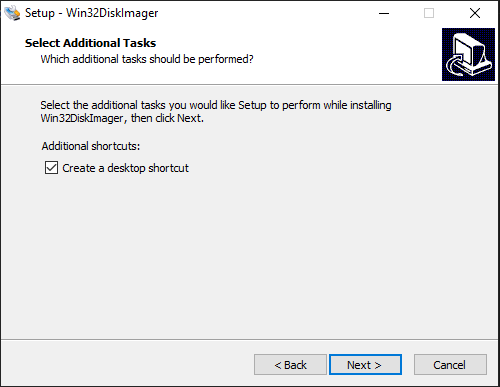 Setup - Win32DiskImager
Select Additional Tasks
Which additional tasks should be performed?
Select the additional tasks you would like Setup to perform while installing
Win32DiskImager, then click Next.
Additional shortcuts:
Create a desktop shortcut
< Back
Next >
Cancel